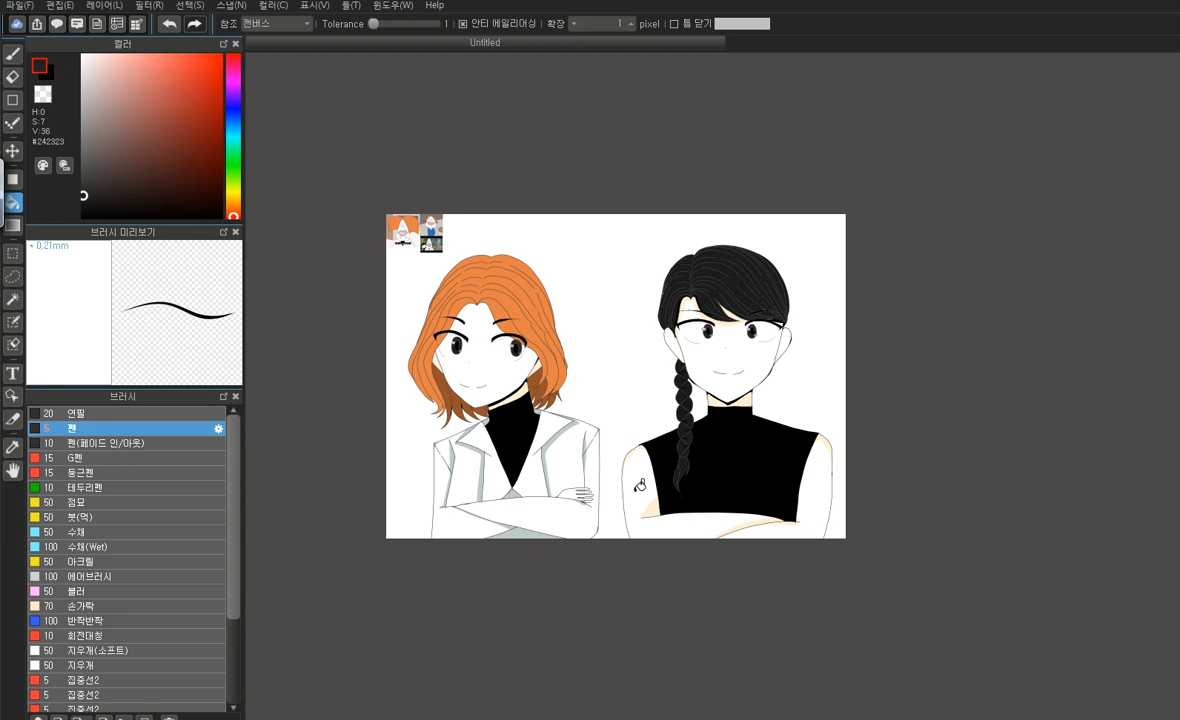 파일(F) 편집(E) 레이어(L) 필터(R) 선택(S) 스냅(N) 컬러(C) 표시(V) 툴(T) 윈도우(W) Help
참조 캔버스 Tolerance 1 안티 에일리어싱 확장 1 pixel 틈 닫기
Untitled
컬러
H:0
S:7
V:36
#242323
브러시 미리보기
* 0.21mm
브러시
20 연필
5 펜
10 펜(페이드 인/아웃)
15 G펜
15 둥근펜
10 테두리펜
50 점묘
50 붓(먹)
50 수채
100 수채(Wet)
50 아크릴
100 에어브러시
50 블러
70 손가락
100 반짝반짝
10 회전대칭
50 지우개(소프트)
50 지우개
5 집중선2
5 집중선2
5 집중선2